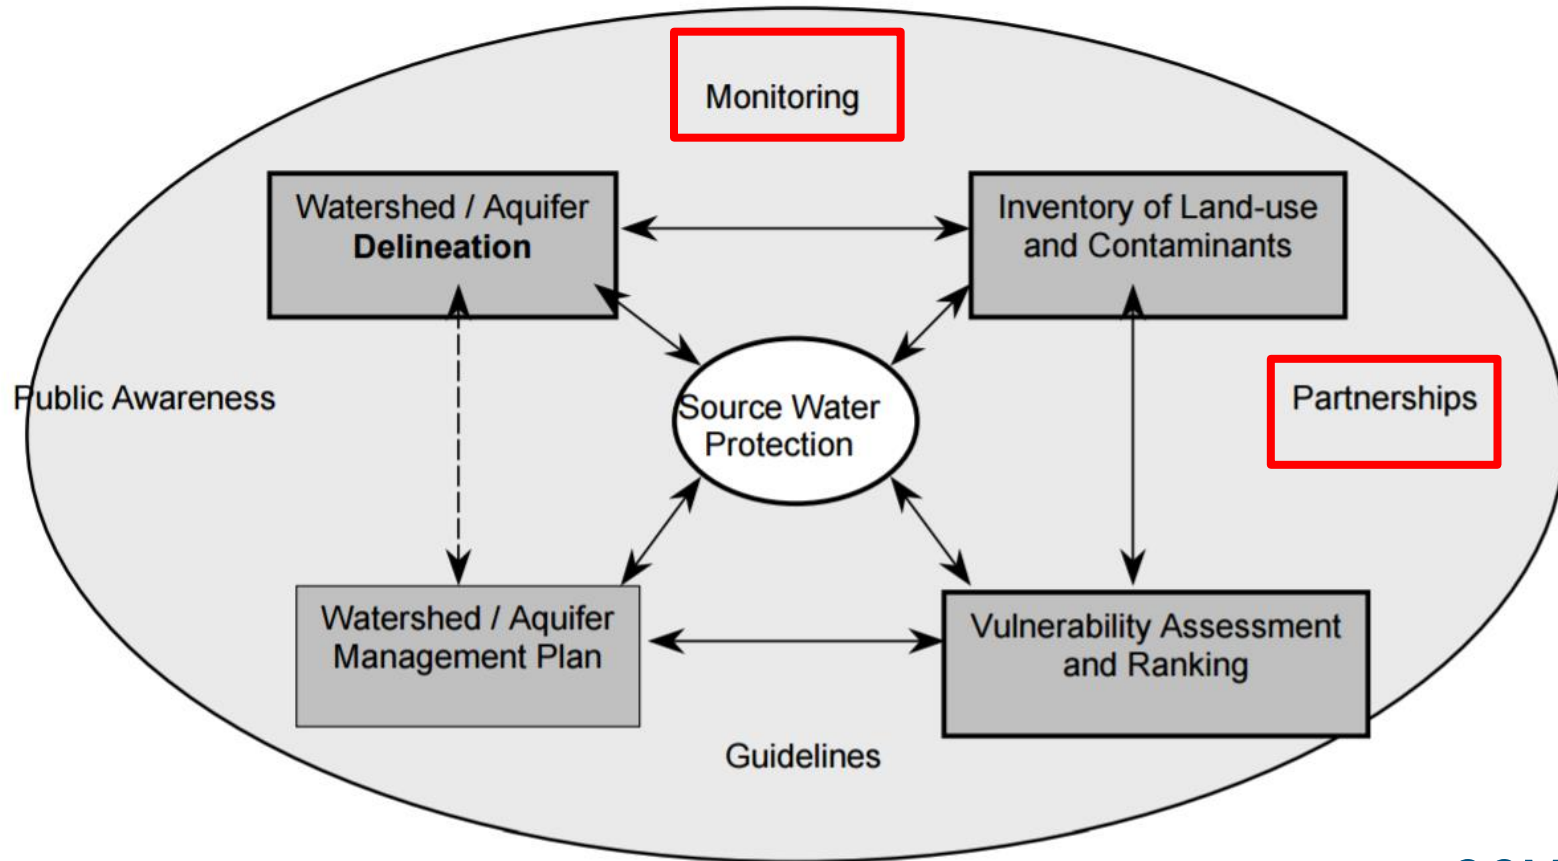 Monitoring
Watershed / Aquifer
Delineation
Inventory of Land-use
and Contaminants
Public Awareness
Source Water
Protection
Partnerships
Watershed / Aquifer
Management Plan
Vulnerability Assessment
and Ranking
Guidelines